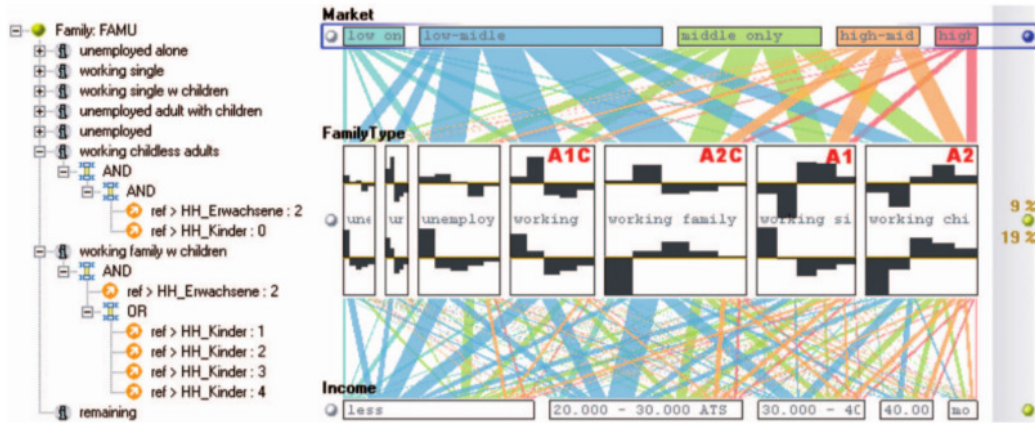 Family: FAMU
unemployed alone
working single
working single w children
unemployed adult with children
unemployed
working childless adults
AND
AND
ref > HH_Erwachsene : 2
ref > HH_Kinder : 0
working family w children
AND
ref > HH_Erwachsene : 2
OR
ref > HH_Kinder : 1
ref > HH_Kinder : 2
ref > HH_Kinder : 3
ref > HH_Kinder : 4
remaining
Market
low on low-midle middle only high-mid high
FamilyType
A1C A2C A1 A2
une ur unemploy working working family working si working chi
9 %
19 %
Income
less 20.000 - 30.000 ATS 30.000 - 40 40.00 mo